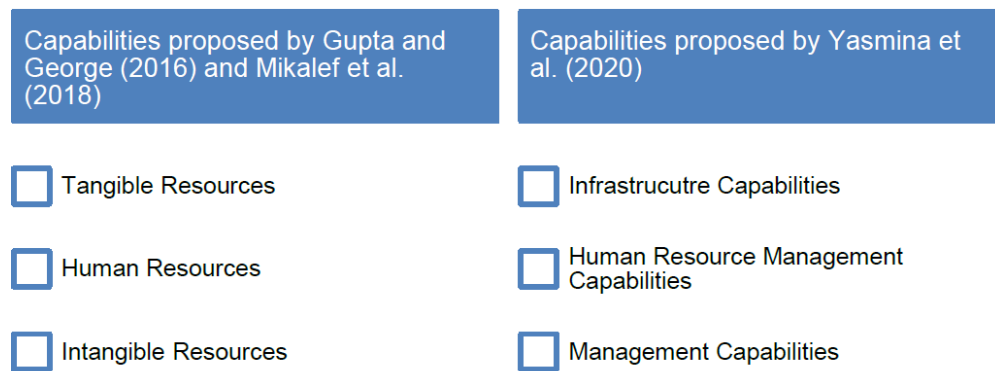 Capabilities proposed by Gupta and
George (2016) and Mikalef et al.
(2018)
Tangible Resources
Human Resources
Intangible Resources
Capabilities proposed by Yasmina et
al. (2020)
Infrastrucutre Capabilities
Human Resource Management
Capabilities
Management Capabilities